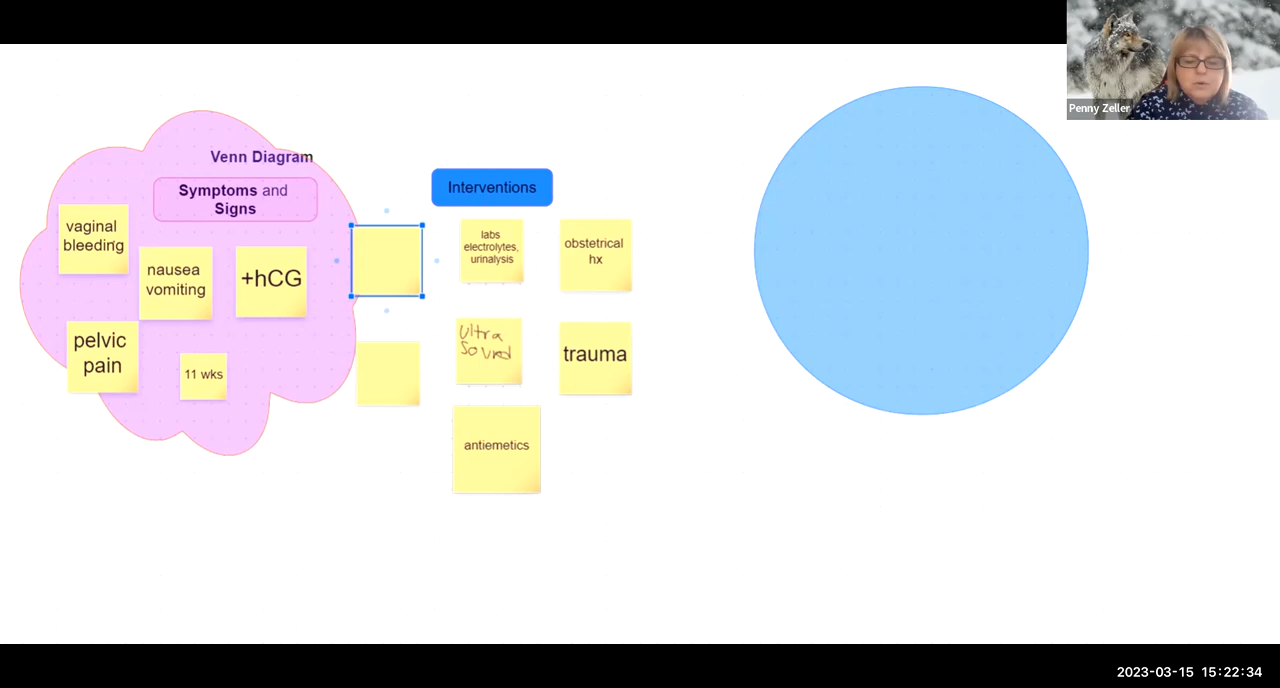 Penny Zeller
Venn Diagram
Symptoms and
Signs
Interventions
vaginal
bleeding
nausea
vomiting
+hCG
pelvic
pain
11 wks
labs
electrolytes,
urinalysis
obstetrical
hx
Ultra
Sound
trauma
antiemetics
2023-03-15 15:22:34